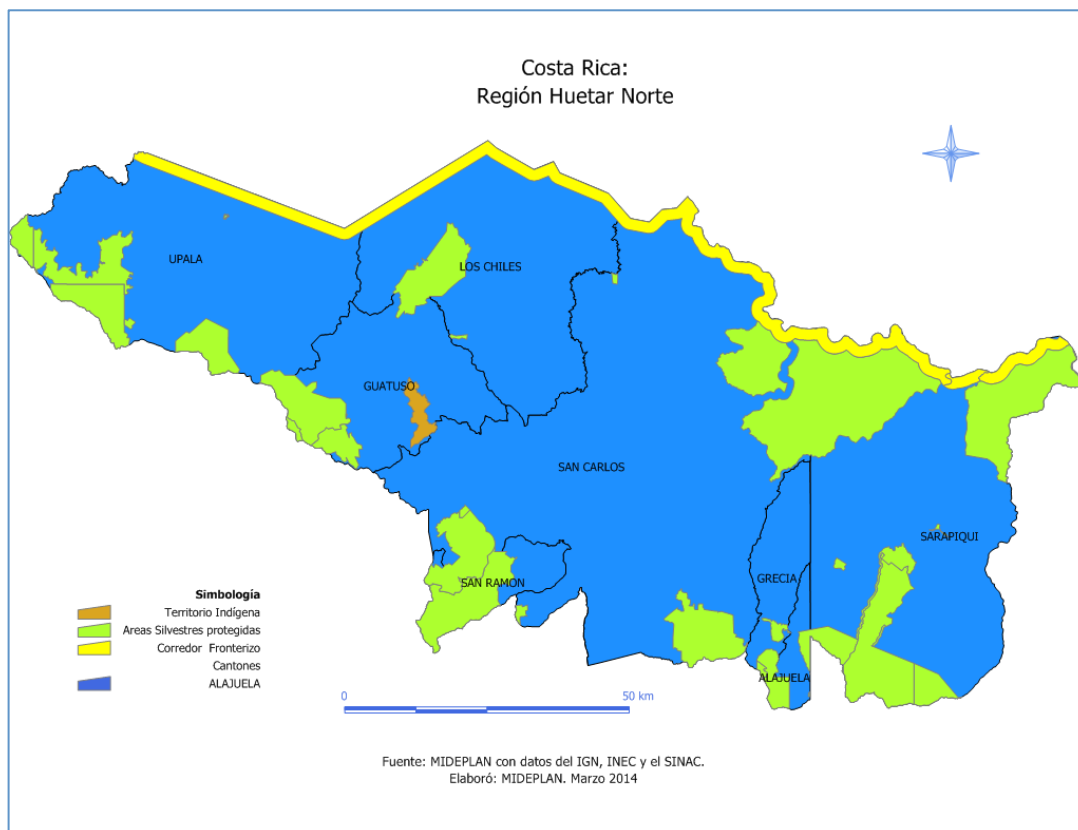 Costa Rica:
Región Huetar Norte
UPALA
LOS CHILES
GUATUSO
SAN CARLOS
SARAPIQUI
SAN RAMON
GRECIA
ALAJUELA
Simbología
Territorio Indígena
Areas Silvestres protegidas
Corredor Fronterizo
Cantones
ALAJUELA
0 50 km
Fuente: MIDEPLAN con datos del IGN, INEC y el SINAC.
Elaboró: MIDEPLAN. Marzo 2014